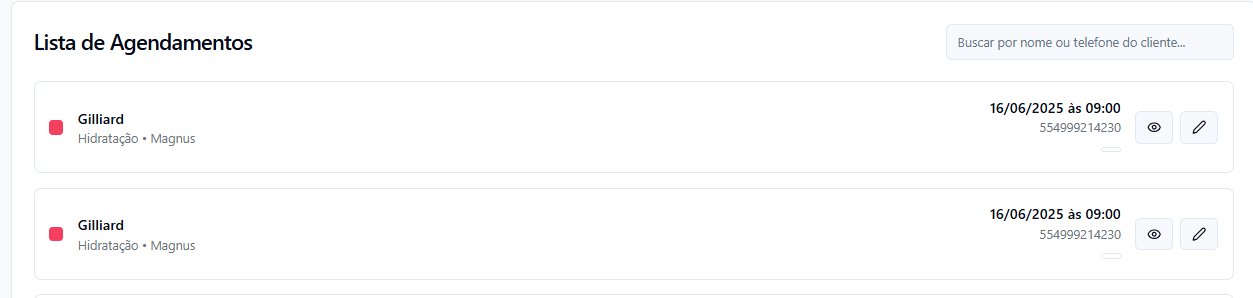 Lista de Agendamentos
Buscar por nome ou telefone do cliente...
Gilliard
Hidratação • Magnus
16/06/2025 às 09:00
554999214230
Gilliard
Hidratação • Magnus
16/06/2025 às 09:00
554999214230